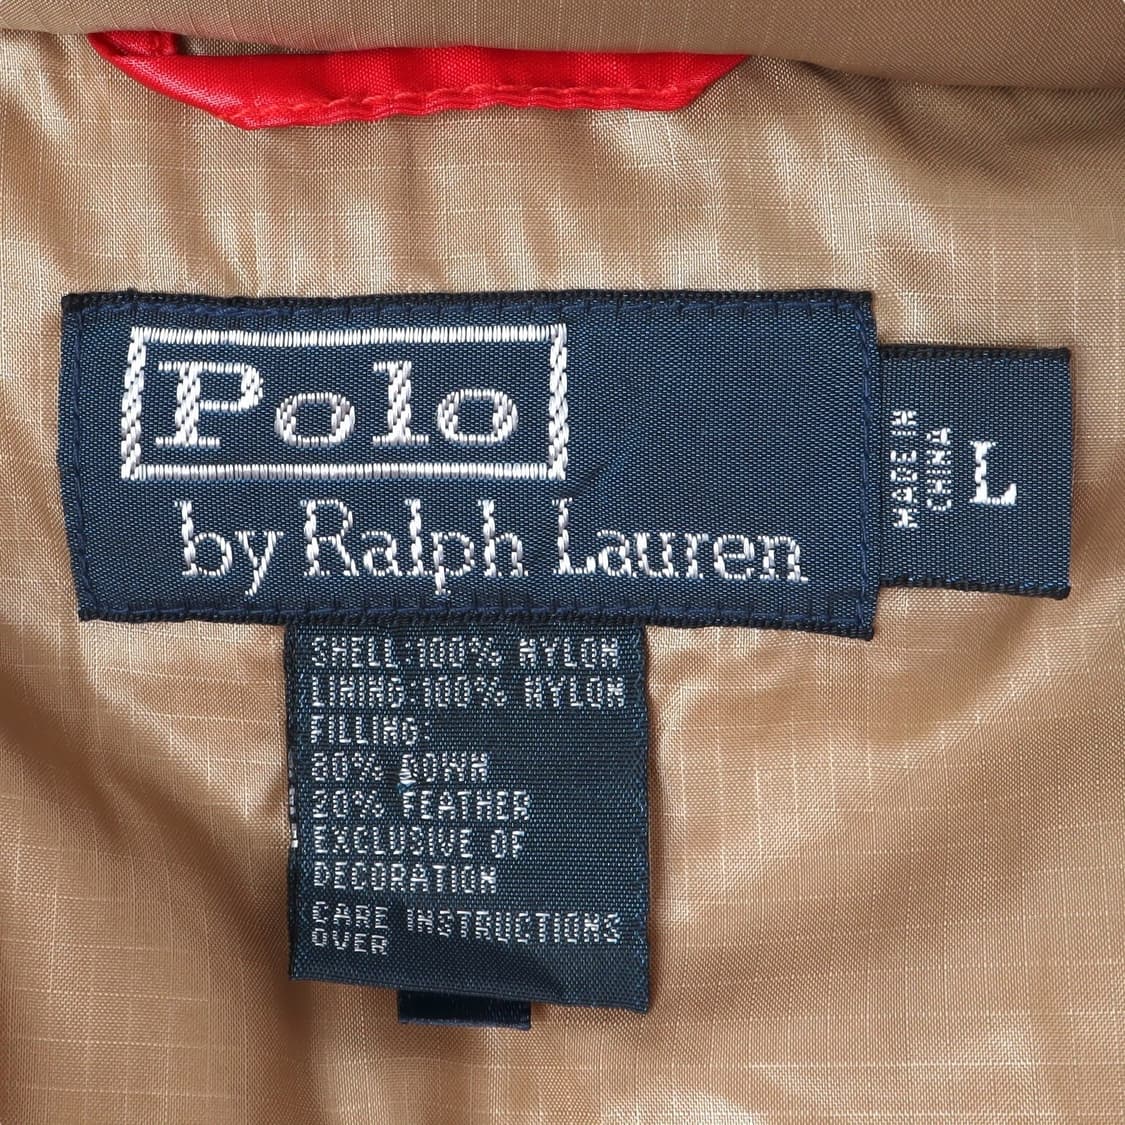 Polo
by Ralph Lauren
MADE IN
CHINA
L
SHELL:100% NYLON
LINING:100% NYLON
FILLING:
80% DOWN
20% FEATHER
EXCLUSIVE OF
DECORATION
CARE INSTRUCTIONS
OVER